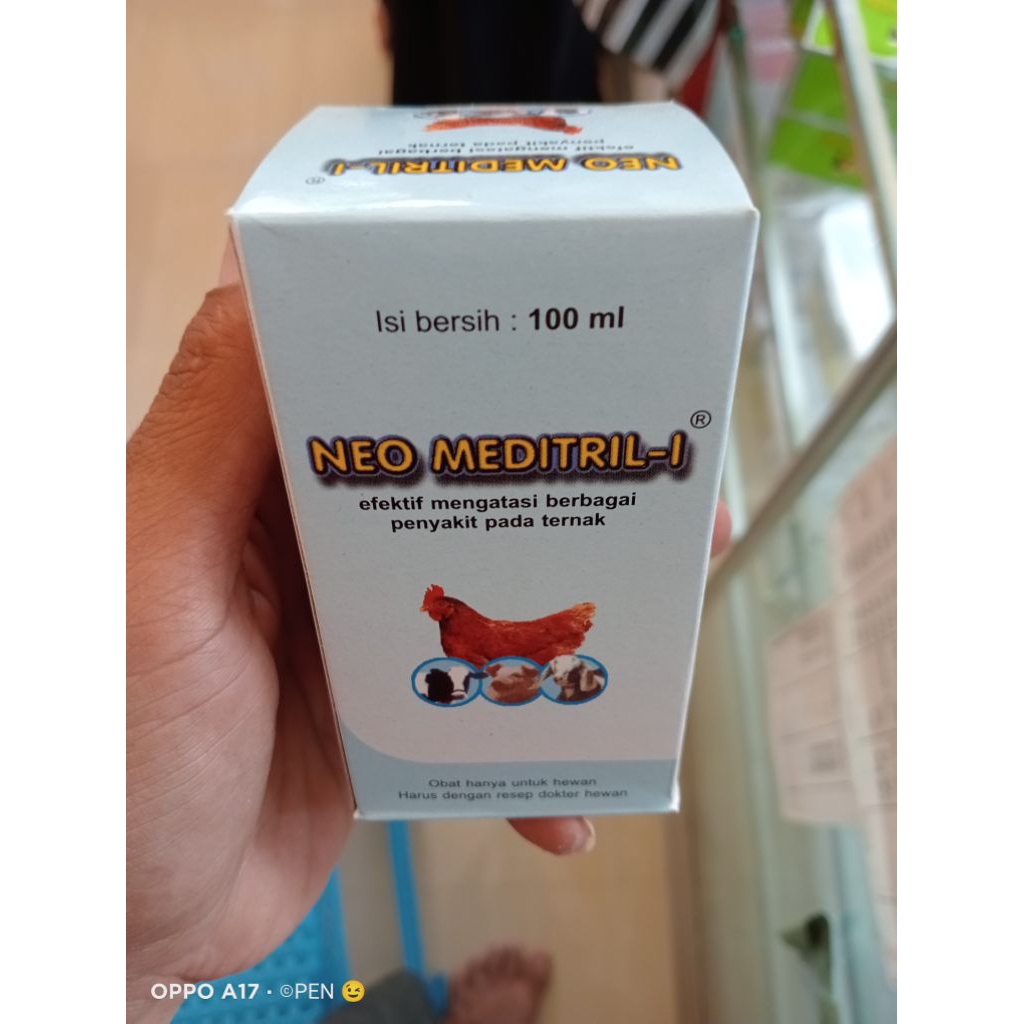 NEO MEDITRIL-I ®
efektif mengatasi berbagai
penyakit pada ternak
Isi bersih : 100 ml
NEO MEDITRIL-I ®
efektif mengatasi berbagai
penyakit pada ternak
Obat hanya untuk hewan
Harus dengan resep dokter hewan
OPPO A17 · ©PEN 😉